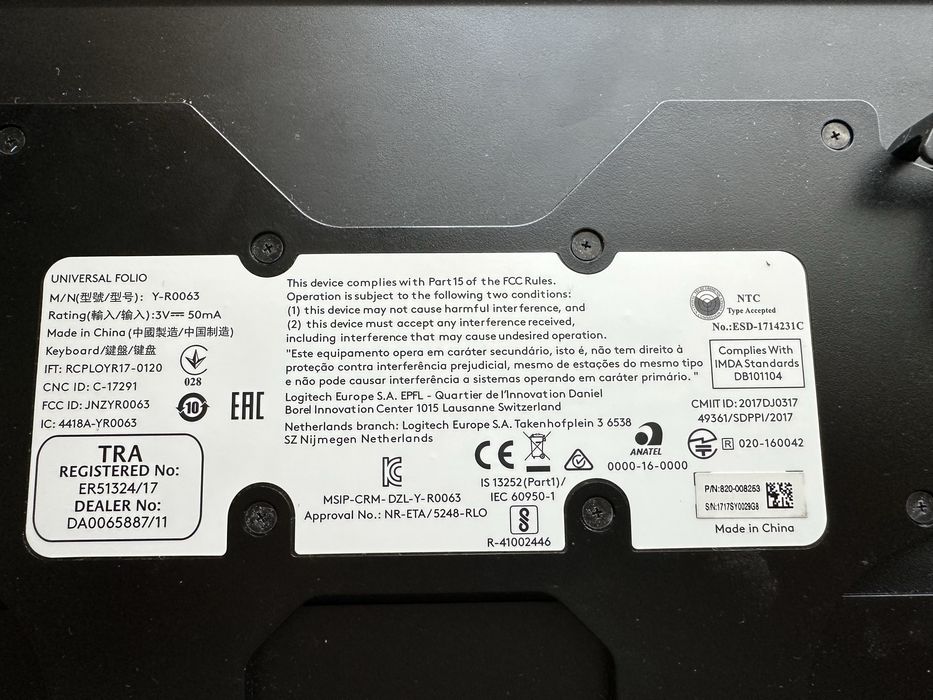 UNIVERSAL FOLIO
M/N(型號/型号): Y-R0063
Rating(輸入/输入):3V⎓ 50mA
Made in China (中國製造/中国制造)
Keyboard/鍵盤/键盘
IFT: RCPLOYR17-0120
CNC ID: C-17291
FCC ID: JNZYR0063
IC: 4418A-YR0063
028
10
EAC
TRA
REGISTERED No:
ER51324/17
DEALER No:
DA0065887/11
This device complies with Part 15 of the FCC Rules.
Operation is subject to the following two conditions:
(1) this device may not cause harmful interference, and
(2) this device must accept any interference received,
including interference that may cause undesired operation.
"Este equipamento opera em caráter secundário, isto é, não tem direito à
proteção contra interferência prejudicial, mesmo de estações do mesmo tipo
e não pode causar interferência a sistemas operando em caráter primário. "
Logitech Europe S.A. EPFL - Quartier de l'Innovation Daniel
Borel Innovation Center 1015 Lausanne Switzerland
Netherlands branch: Logitech Europe S.A. Takenhofplein 3 6538
SZ Nijmegen Netherlands
MSIP-CRM-DZL-Y-R0063
Approval No.: NR-ETA/5248-RLO
CE
IS 13252(Part1)/
IEC 60950-1
R-41002446
ANATEL
0000-16-0000
NTC
Type Accepted
No.:ESD-1714231C
Complies With
IMDA Standards
DB101104
CMIIT ID: 2017DJ0317
49361/SDPPI/2017
R 020-160042
P/N:820-008253
S/N:1717SY0029G8
Made in China